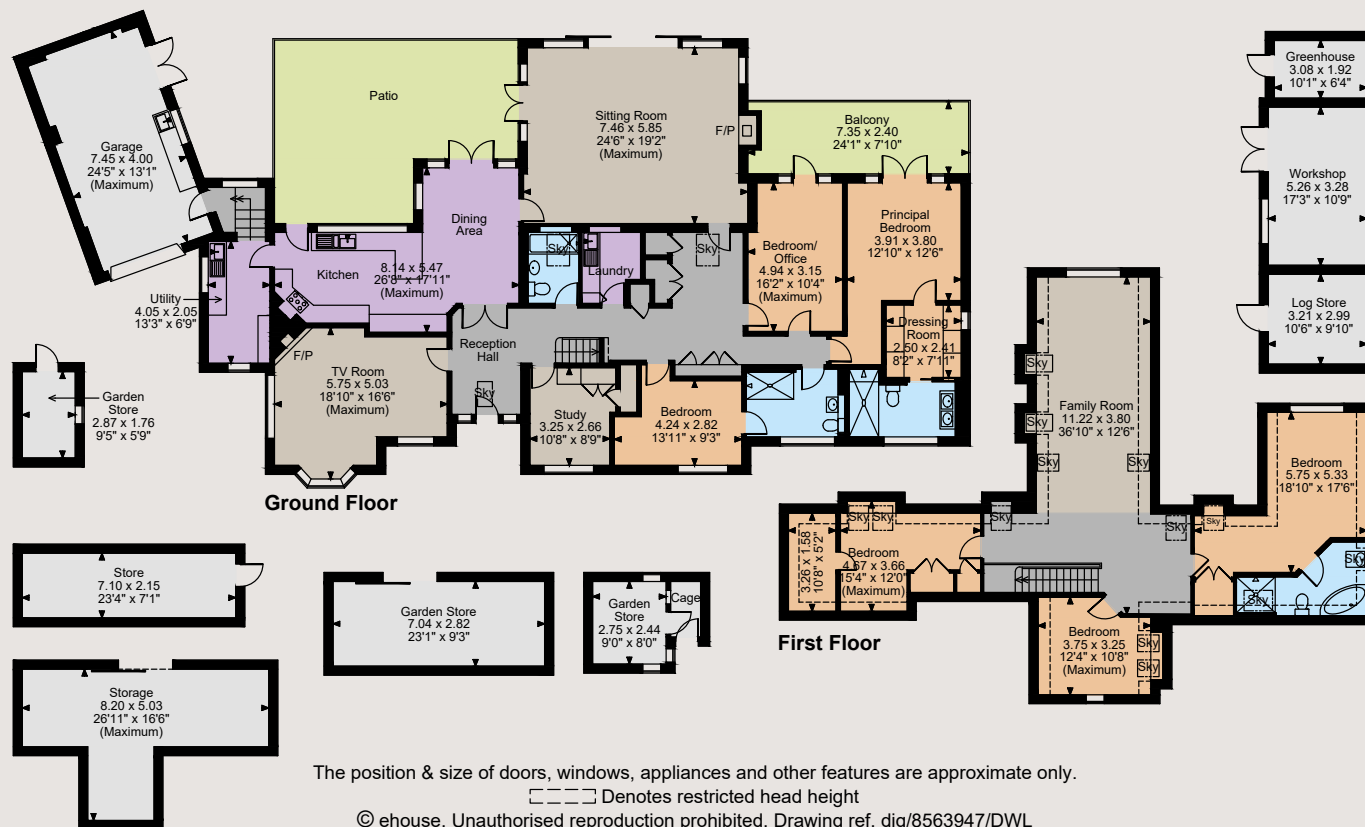 Patio
Garage
7.45 x 4.00
24'5" x 13'1"
(Maximum)
Sitting Room
7.46 x 5.85
24'6" x 19'2"
(Maximum)
F/P
Balcony
7.35 x 2.40
24'1" x 7'10"
Dining
Area
Kitchen
8.14 x 5.47
26'8" x 17'11"
(Maximum)
Utility
4.05 x 2.05
13'3" x 6'9"
Sky
Laundry
Sky
Bedroom/
Office
4.94 x 3.15
16'2" x 10'4"
(Maximum)
Principal
Bedroom
3.91 x 3.80
12'10" x 12'6"
Dressing
Room
2.50 x 2.41
8'2" x 7'11"
F/P
TV Room
5.75 x 5.03
18'10" x 16'6"
(Maximum)
Reception
Hall
Sky
Study
3.25 x 2.66
10'8" x 8'9"
Bedroom
4.24 x 2.82
13'11" x 9'3"
Ground Floor
Garden
Store
2.87 x 1.76
9'5" x 5'9"
Greenhouse
3.08 x 1.92
10'1" x 6'4"
Workshop
5.26 x 3.28
17'3" x 10'9"
Log Store
3.21 x 2.99
10'6" x 9'10"
Family Room
11.22 x 3.80
36'10" x 12'6"
Sky
Sky
Sky
Sky
Bedroom
5.75 x 5.33
18'10" x 17'6"
Sky
Sky
Sky
Sky
Sky
Sky
Sky
3.26 x 1.58
10'8" x 5'2"
Bedroom
4.67 x 3.66
15'4" x 12'0"
(Maximum)
Bedroom
3.75 x 3.25
12'4" x 10'8"
(Maximum)
Sky
Sky
First Floor
Store
7.10 x 2.15
23'4" x 7'1"
Garden Store
7.04 x 2.82
23'1" x 9'3"
Garden
Store
2.75 x 2.44
9'0" x 8'0"
Cage
Storage
8.20 x 5.03
26'11" x 16'6"
(Maximum)
The position & size of doors, windows, appliances and other features are approximate only.
Denotes restricted head height
© ehouse. Unauthorised reproduction prohibited. Drawing ref. dig/8563947/DWL